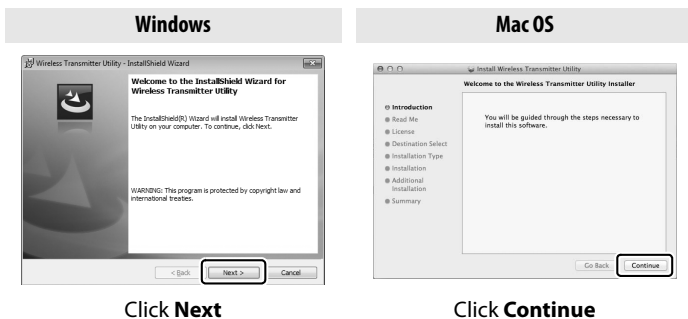 Windows
Wireless Transmitter Utility - InstallShield Wizard
Welcome to the InstallShield Wizard for
Wireless Transmitter Utility
The InstallShield(R) Wizard will install Wireless Transmitter
Utility on your computer. To continue, click Next.
WARNING: This program is protected by copyright law and
international treaties.
< Back
Next >
Cancel
Click Next
Mac OS
Install Wireless Transmitter Utility
Welcome to the Wireless Transmitter Utility Installer
Introduction
Read Me
License
Destination Select
Installation Type
Installation
Additional
Installation
Summary
You will be guided through the steps necessary to
install this software.
Go Back
Continue
Click Continue